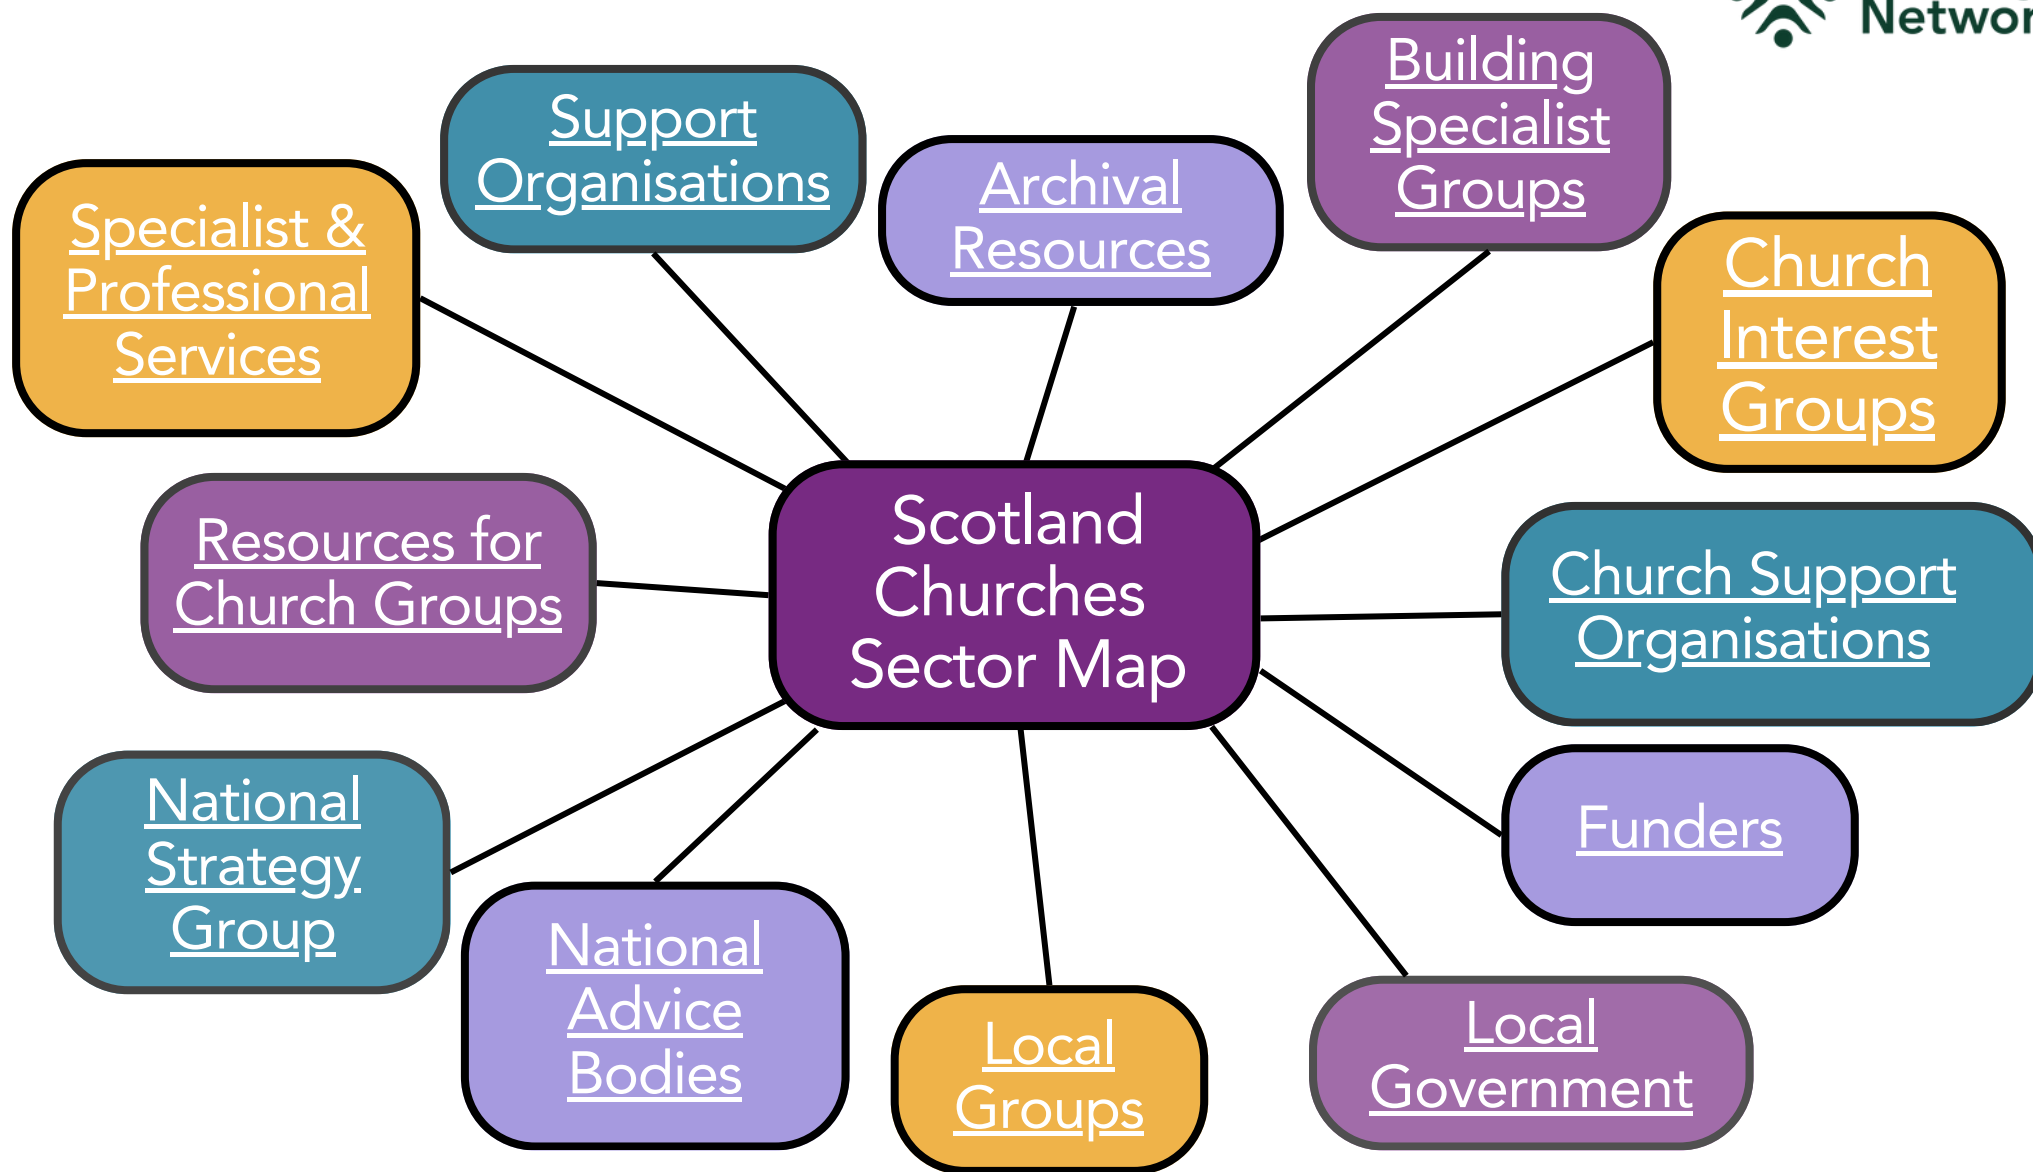 Support
Organisations
Archival
Resources
Building
Specialist
Groups
Specialist &
Professional
Services
Church
Interest
Groups
Resources for
Church Groups
Scotland
Churches
Sector Map
Church Support
Organisations
National
Strategy
Group
Funders
National
Advice
Bodies
Local
Groups
Local
Government